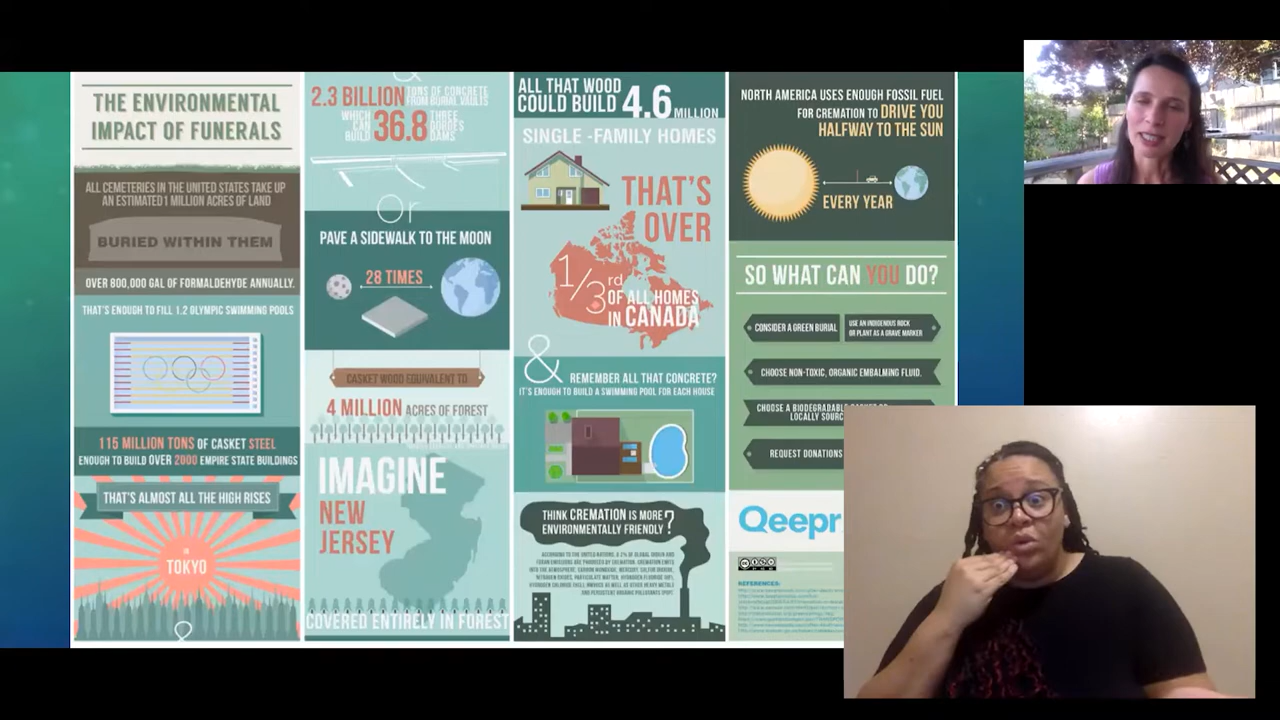 THE ENVIRONMENTAL
IMPACT OF FUNERALS
ALL CEMETERIES IN THE UNITED STATES TAKE UP
AN ESTIMATED 1 MILLION ACRES OF LAND
BURIED WITHIN THEM
OVER 800,000 GAL OF FORMALDEHYDE ANNUALLY.
THAT'S ENOUGH TO FILL 1.2 OLYMPIC SWIMMING POOLS
115 MILLION TONS OF CASKET STEEL
ENOUGH TO BUILD OVER 2000 EMPIRE STATE BUILDINGS
THAT'S ALMOST ALL THE HIGH RISES
IN
TOKYO
&
&
2.3 BILLION TONS OF CONCRETE
FROM BURIAL VAULTS
WHICH
CAN
BUILD
36.8 THREE
GORGES
DAMS
Or
PAVE A SIDEWALK TO THE MOON
28 TIMES
CASKET WOOD EQUIVALENT TO
4 MILLION ACRES OF FOREST
IMAGINE
NEW
JERSEY
COVERED ENTIRELY IN FOREST
ALL THAT WOOD
COULD BUILD 4.6 MILLION
SINGLE-FAMILY HOMES
THAT'S
OVER
1/3rd
OF ALL HOMES
IN CANADA
& REMEMBER ALL THAT CONCRETE?
IT'S ENOUGH TO BUILD A SWIMMING POOL FOR EACH HOUSE
THINK CREMATION IS MORE
ENVIRONMENTALLY FRIENDLY?
NORTH AMERICA USES ENOUGH FOSSIL FUEL
FOR CREMATION TO DRIVE YOU
HALFWAY TO THE SUN
EVERY YEAR
SO WHAT CAN YOU DO?
CONSIDER A GREEN BURIAL
USE AN INDIGENOUS ROCK
OR PLANT AS A GRAVE MARKER
CHOOSE NON-TOXIC, ORGANIC EMBALMING FLUID.
CHOOSE A BIODEGRADABLE
REQUEST DONATIONS
Qeepr
REFERENCES: